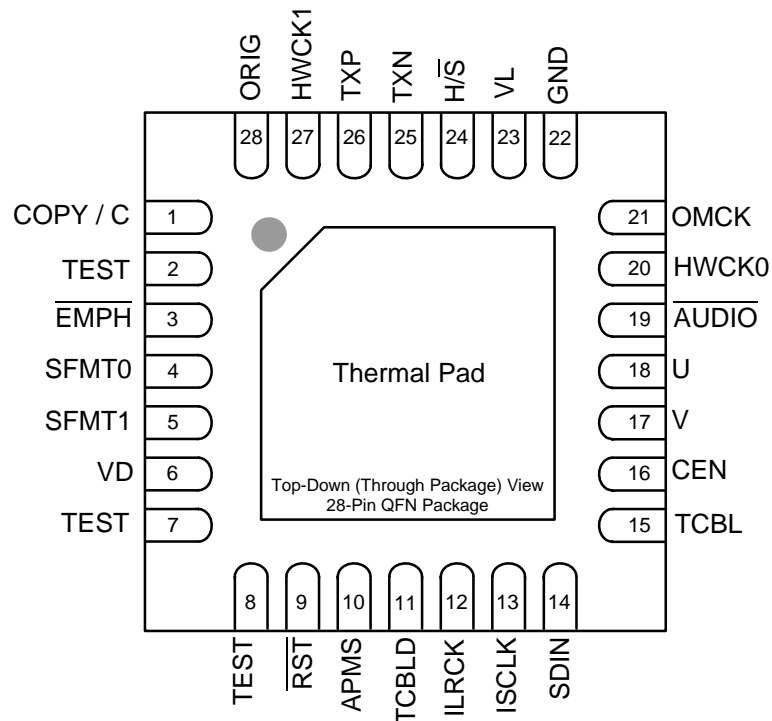 ORIG
HWCK1
TXP
TXN
H/S̅
VL
GND
28
27
26
25
24
23
22
COPY / C 1
TEST 2
E̅M̅P̅H̅ 3
SFMT0 4
SFMT1 5
VD 6
TEST 7
21 OMCK
20 HWCK0
19 A̅U̅D̅I̅O̅
18 U
17 V
16 CEN
15 TCBL
Thermal Pad
Top-Down (Through Package) View
28-Pin QFN Package
8
9
10
11
12
13
14
TEST
R̅S̅T̅
APMS
TCBLD
ILRCK
ISCLK
SDIN